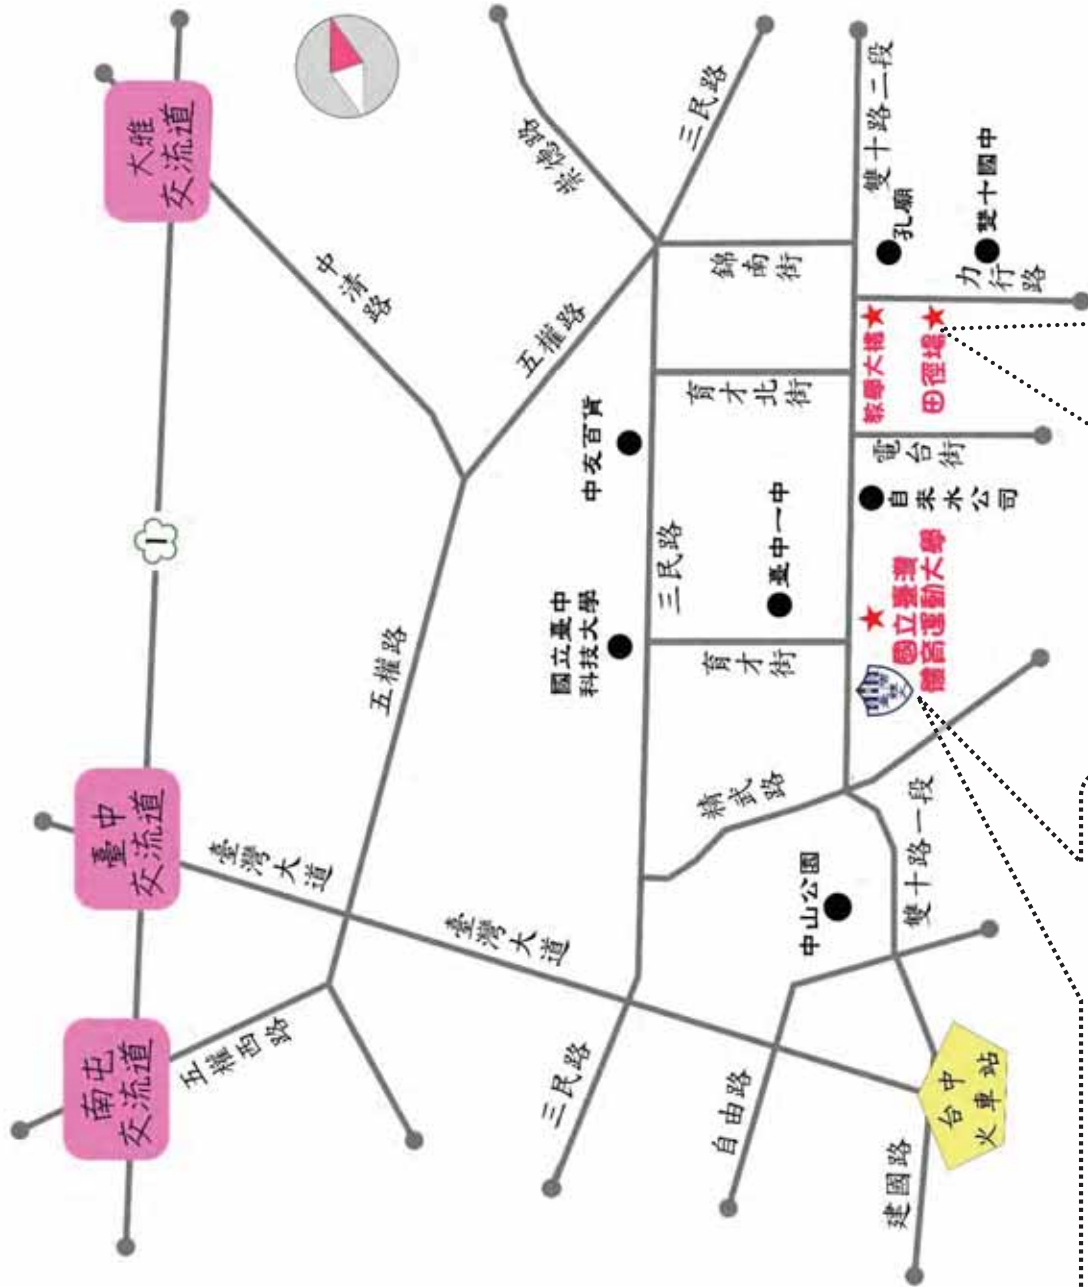 南屯
交流道
臺中
交流道
1
大雅
交流道
五權西路
臺灣大道
臺灣大道
五權路
中清路
五權路
崇德路
三民路
三民路
三民路
國立臺中
科技大學
中友百貨
錦南街
育才北街
育才街
臺中一中
精武路
中山公園
自由路
建國路
台中
火車站
雙十路一段
雙十路二段
國立臺灣
體育運動大學
自來水公司
電台街
教學大樓
田徑場
力行路
孔廟
雙十國中